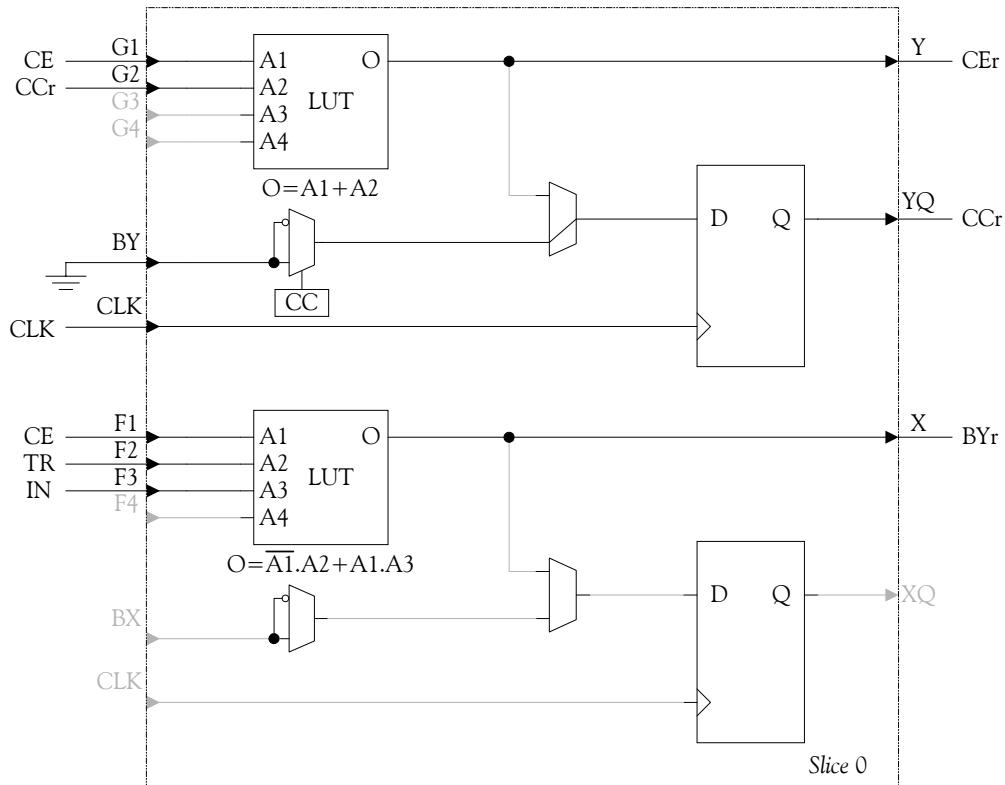 G1
Y
CE
A1
O
CEr
G2
CCr
A2
G3
LUT
A3
G4
A4
O=A1+A2
D
Q
YQ
CCr
BY
CC
CLK
CLK
F1
X
CE
A1
O
BYr
F2
TR
A2
F3
LUT
IN
A3
F4
A4
O=A̅1̅.A2+A1.A3
D
Q
XQ
BX
CLK
Slice 0